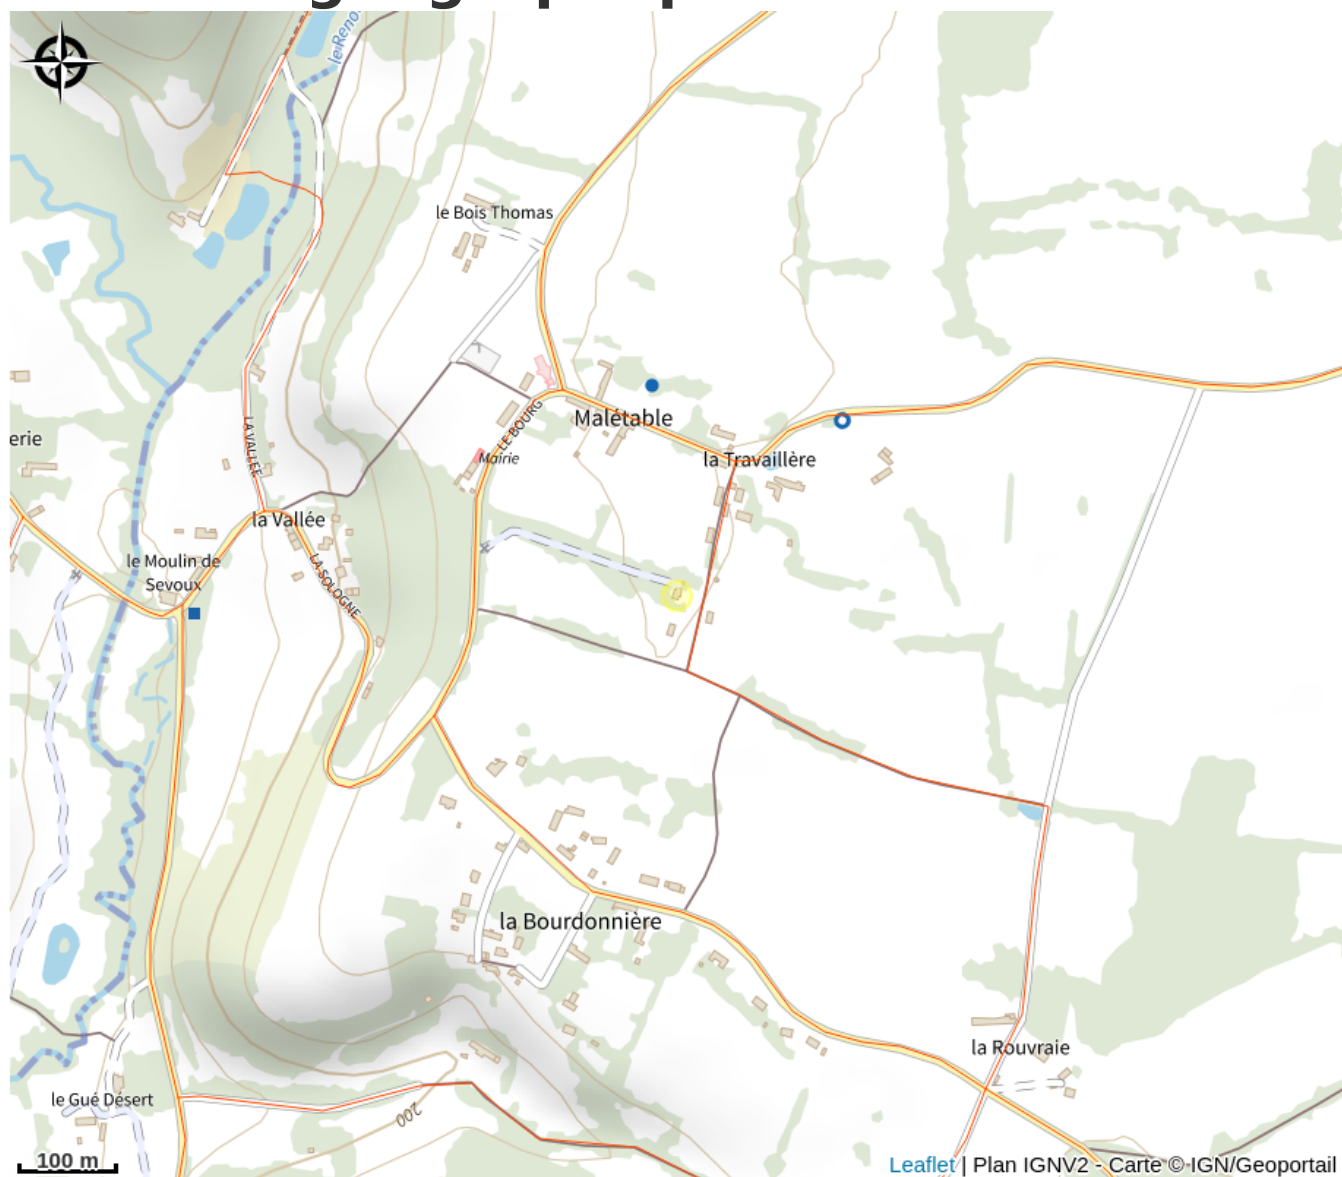 le Reno
le Bois Thomas
Malétable
LE BOURG
Mairie
la Travaillère
erie
LA VALLÉE
la Vallée
le Moulin de
Sevoux
LA SOLOGNE
la Bourdonnière
la Rouvraie
le Gué Désert
200
100 m
Leaflet | Plan IGNV2 - Carte © IGN/Geoportail